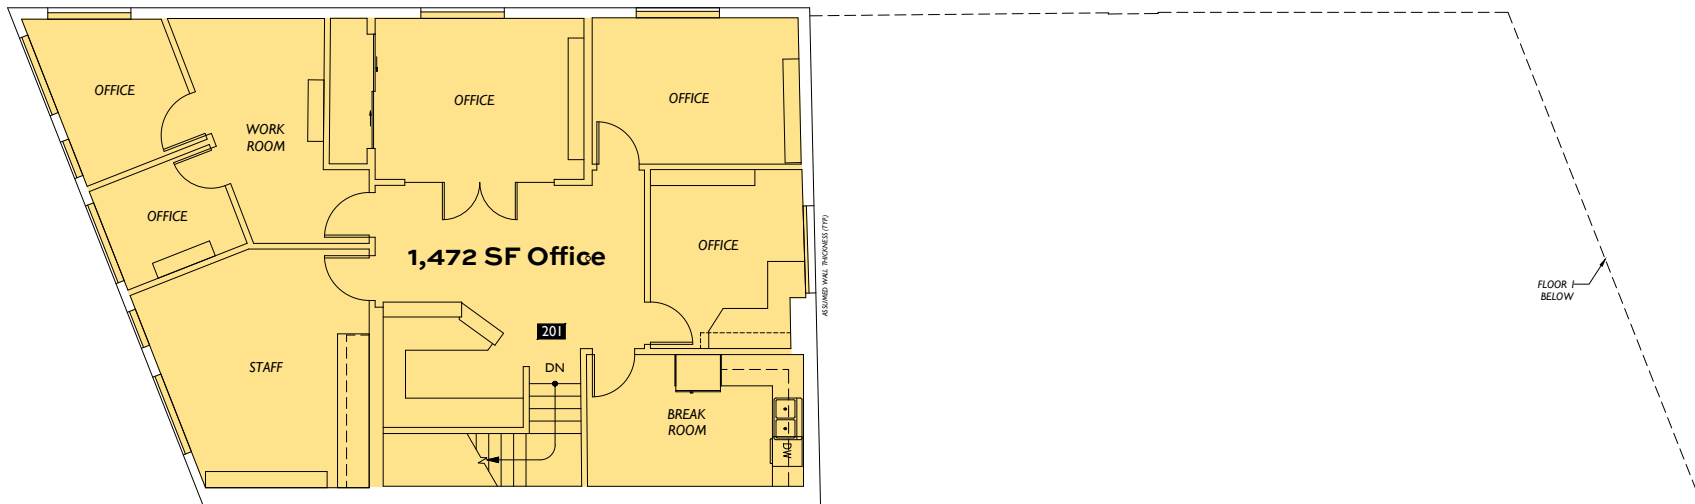 OFFICE
WORK
ROOM
OFFICE
OFFICE
OFFICE
OFFICE
1,472 SF Office
ASSUMED WALL THICKNESS (TYP.)
FLOOR 1
BELOW
201
STAFF
DN
BREAK
ROOM
DW